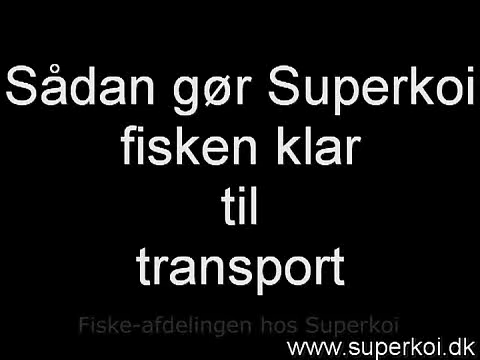 Sådan gør Superkoi
fisken klar
til
transport
Fiske-afdelingen hos Superkoi
www.superkoi.dk